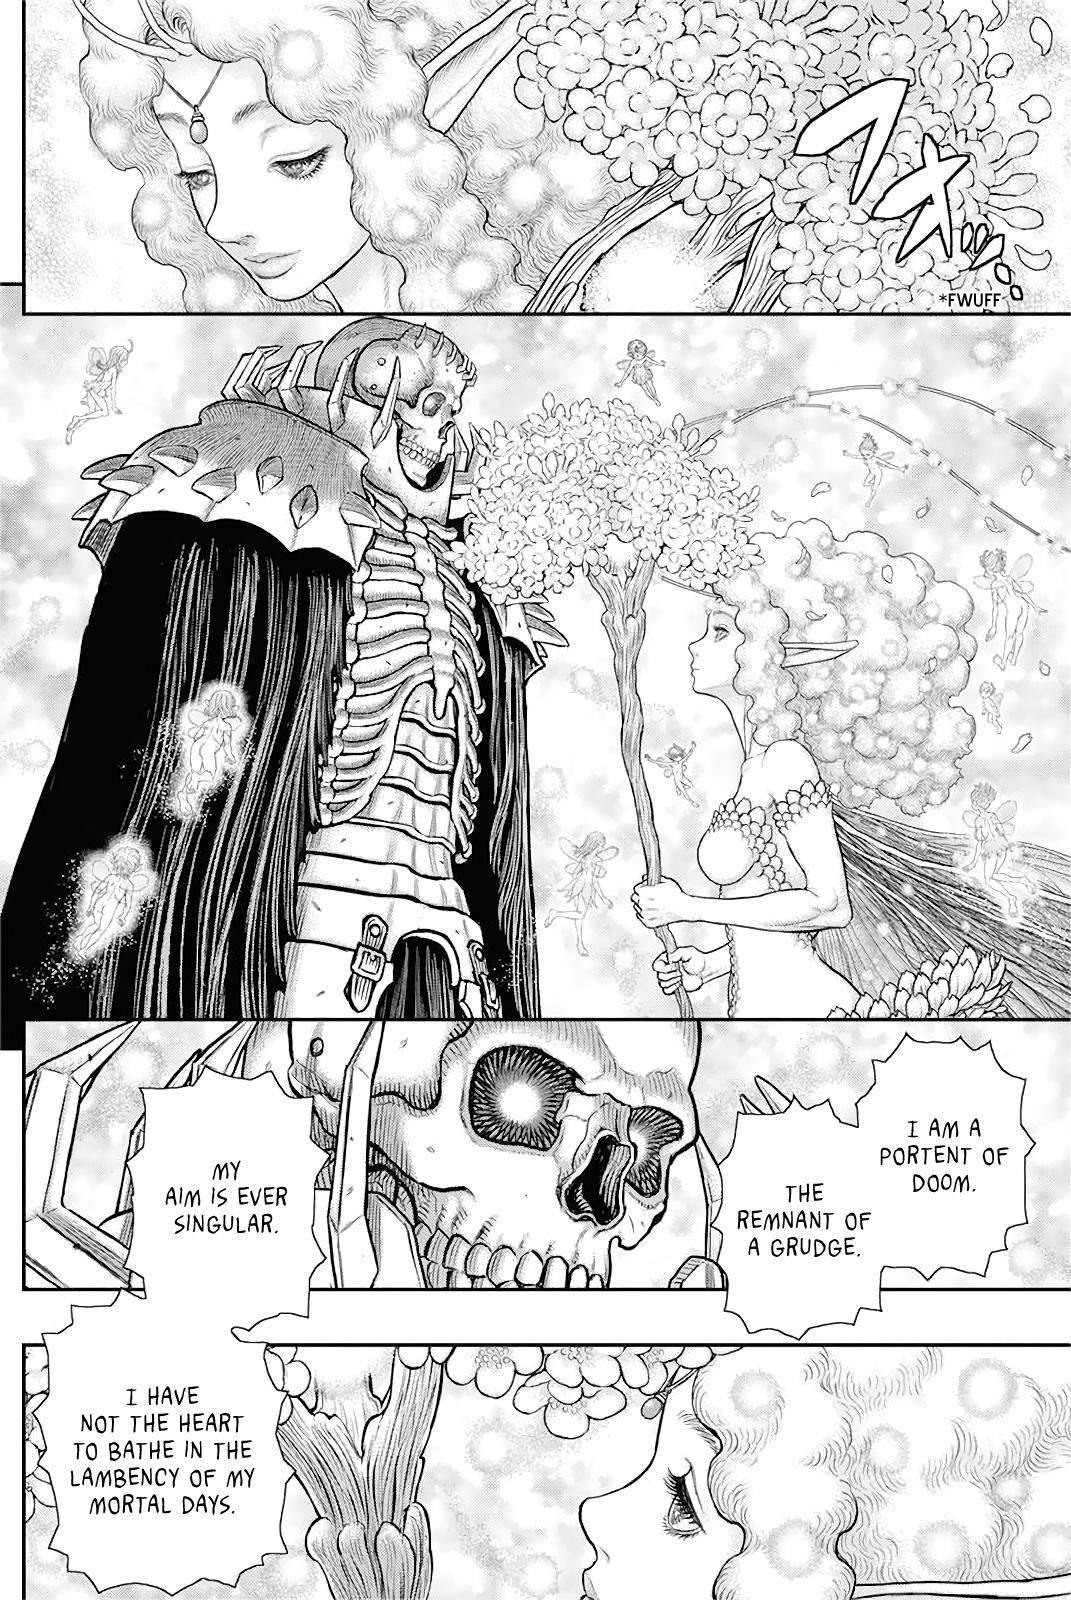 フォッ
*FWUFF
I AM A
PORTENT OF
DOOM.
THE
REMNANT OF
A GRUDGE.
MY
AIM IS EVER
SINGULAR.
I HAVE
NOT THE HEART
TO BATHE IN THE
LAMBENCY OF MY
MORTAL DAYS.